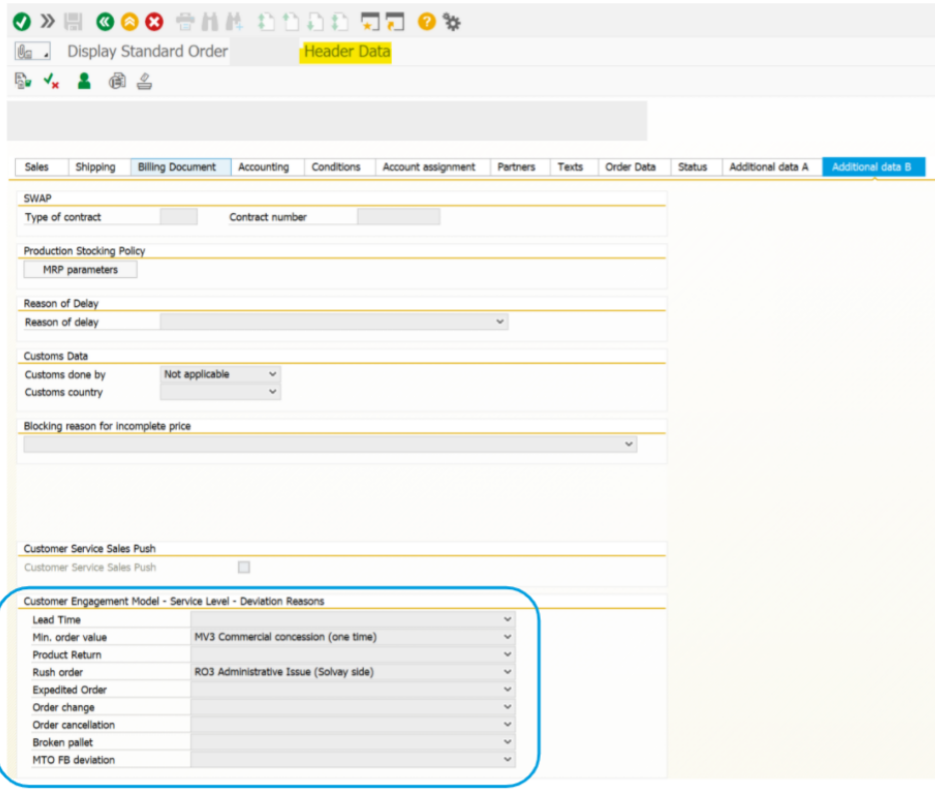 Display Standard Order Header Data
Sales Shipping Billing Document Accounting Conditions Account assignment Partners Texts Order Data Status Additional data A Additional data B
SWAP
Type of contract Contract number
Production Stocking Policy
MRP parameters
Reason of Delay
Reason of delay
Customs Data
Customs done by Not applicable
Customs country
Blocking reason for incomplete price
Customer Service Sales Push
Customer Service Sales Push
Customer Engagement Model - Service Level - Deviation Reasons
Lead Time
Min. order value MV3 Commercial concession (one time)
Product Return
Rush order RO3 Administrative Issue (Solvay side)
Expedited Order
Order change
Order cancellation
Broken pallet
MTO FB deviation